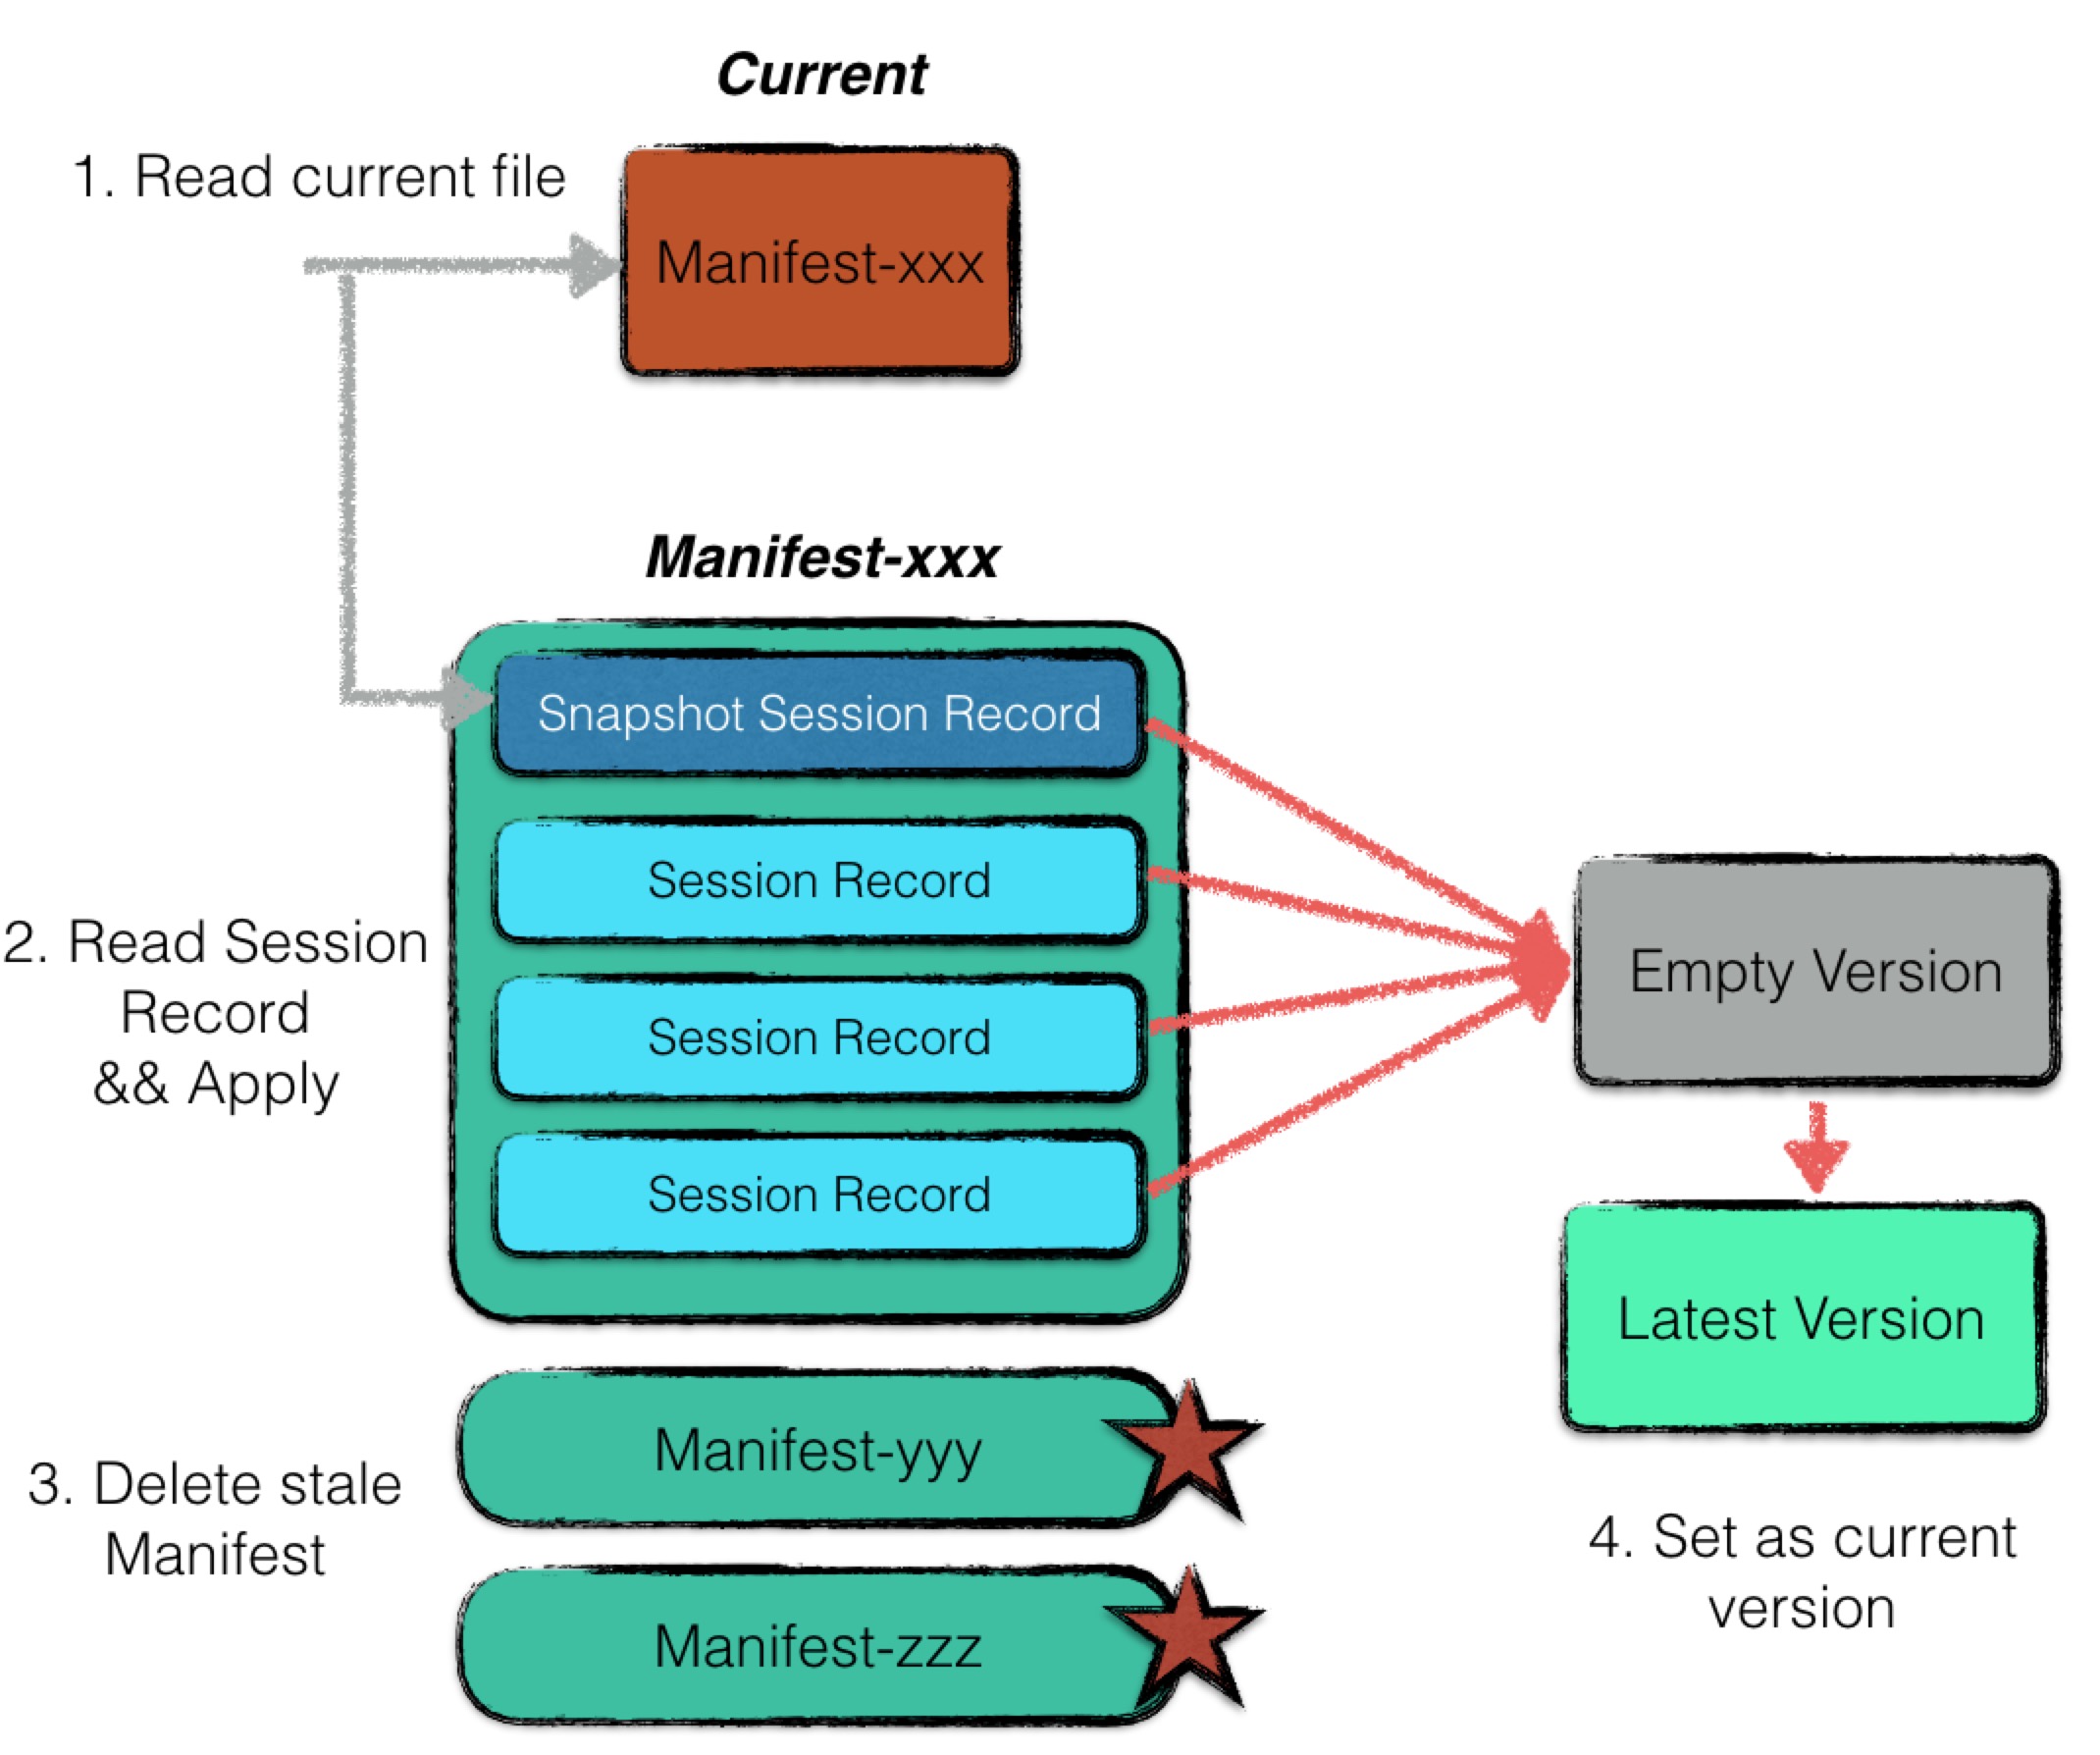 Current
1. Read current file
Manifest-xxx
Manifest-xxx
Snapshot Session Record
Session Record
Session Record
Session Record
2. Read Session
Record
&& Apply
Empty Version
Latest Version
Manifest-yyy
3. Delete stale
Manifest
Manifest-zzz
4. Set as current
version